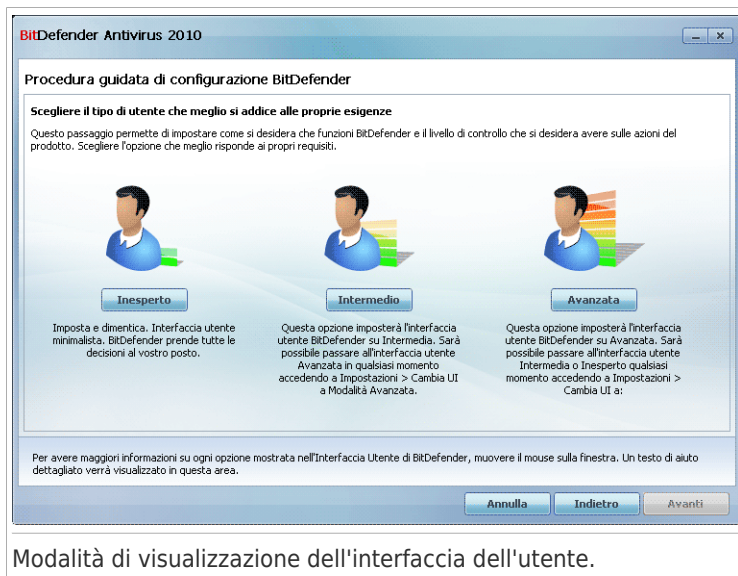 BitDefender Antivirus 2010
Procedura guidata di configurazione BitDefender
Scegliere il tipo di utente che meglio si addice alle proprie esigenze
Questo passaggio permette di impostare come si desidera che funzioni BitDefender e il livello di controllo che si desidera avere sulle azioni del
prodotto. Scegliere l'opzione che meglio risponde ai propri requisiti.
Inesperto
Imposta e dimentica. Interfaccia utente
minimalista. BitDefender prende tutte le
decisioni al vostro posto.
Intermedio
Questa opzione imposterà l'interfaccia
utente BitDefender su Intermedia. Sarà
possibile passare all'interfaccia utente
Avanzata in qualsiasi momento
accedendo a Impostazioni > Cambia UI
a Modalità Avanzata.
Avanzata
Questa opzione imposterà l'interfaccia
utente BitDefender su Avanzata. Sarà
possibile passare all'interfaccia utente
Intermedia o Inesperto qualsiasi
momento accedendo a Impostazioni >
Cambia UI a:
Per avere maggiori informazioni su ogni opzione mostrata nell'Interfaccia Utente di BitDefender, muovere il mouse sulla finestra. Un testo di aiuto
dettagliato verrà visualizzato in questa area.
Annulla Indietro Avanti
Modalità di visualizzazione dell'interfaccia dell'utente.